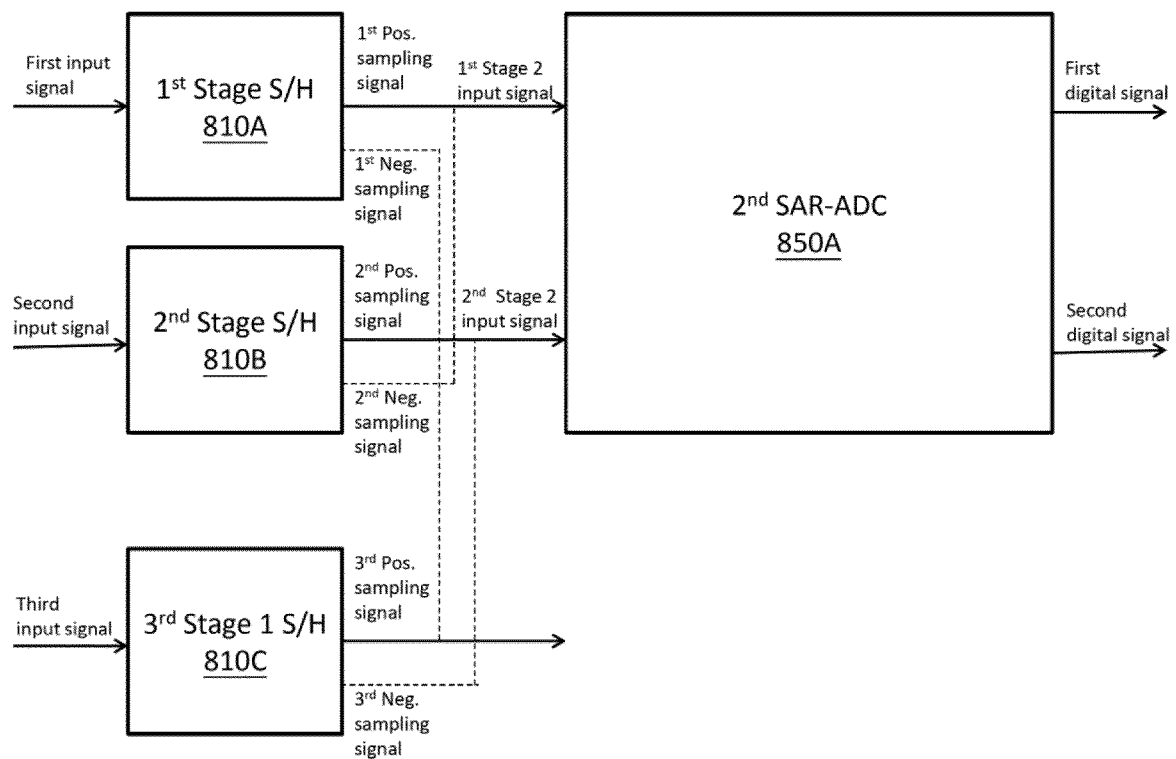 First input
signal
1st Stage S/H
810A
1st Pos.
sampling
signal
1st Stage 2
input signal
1st Neg.
sampling
signal
2nd SAR-ADC
850A
First
digital signal
Second
input signal
2nd Stage S/H
810B
2nd Pos.
sampling
signal
2nd Stage 2
input signal
2nd Neg.
sampling
signal
Second
digital signal
Third
input signal
3rd Stage 1 S/H
810C
3rd Pos.
sampling
signal
3rd Neg.
sampling
signal